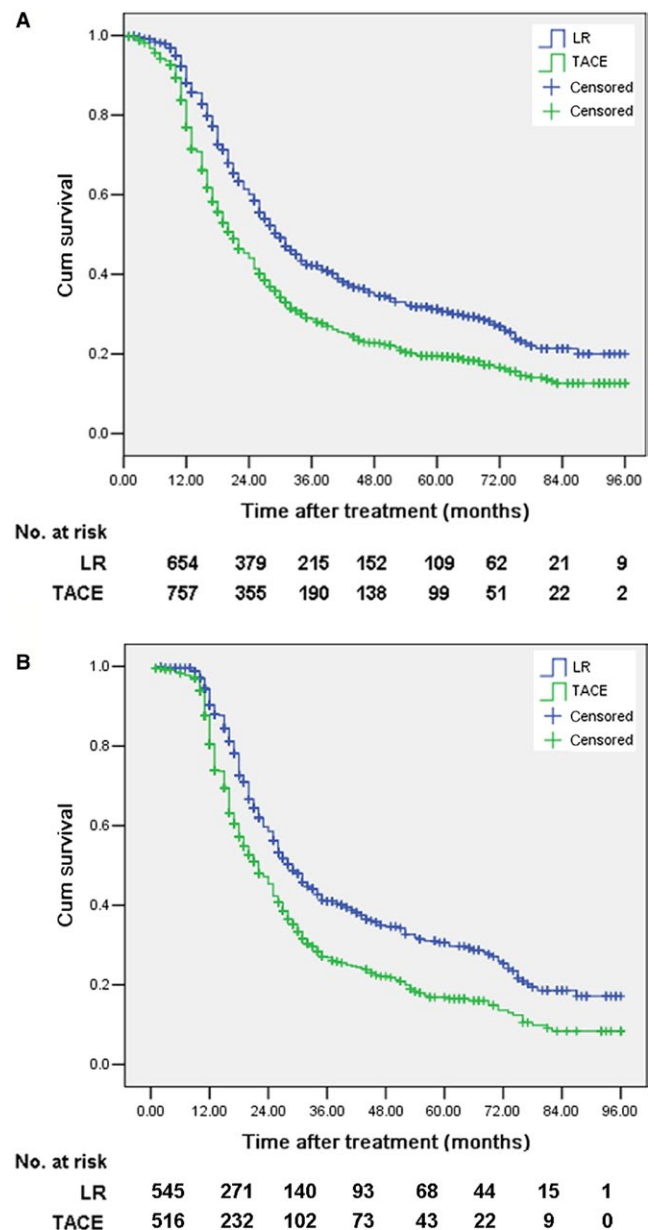 A
LR
TACE
Censored
Censored
1.0
0.8
0.6
0.4
0.2
0.0
Cum survival
0.00 12.00 24.00 36.00 48.00 60.00 72.00 84.00 96.00
Time after treatment (months)
No. at risk
LR 654 379 215 152 109 62 21 9
TACE 757 355 190 138 99 51 22 2
B
LR
TACE
Censored
Censored
1.0
0.8
0.6
0.4
0.2
0.0
Cum survival
0.00 12.00 24.00 36.00 48.00 60.00 72.00 84.00 96.00
Time after treatment (months)
No. at risk
LR 545 271 140 93 68 44 15 1
TACE 516 232 102 73 43 22 9 0